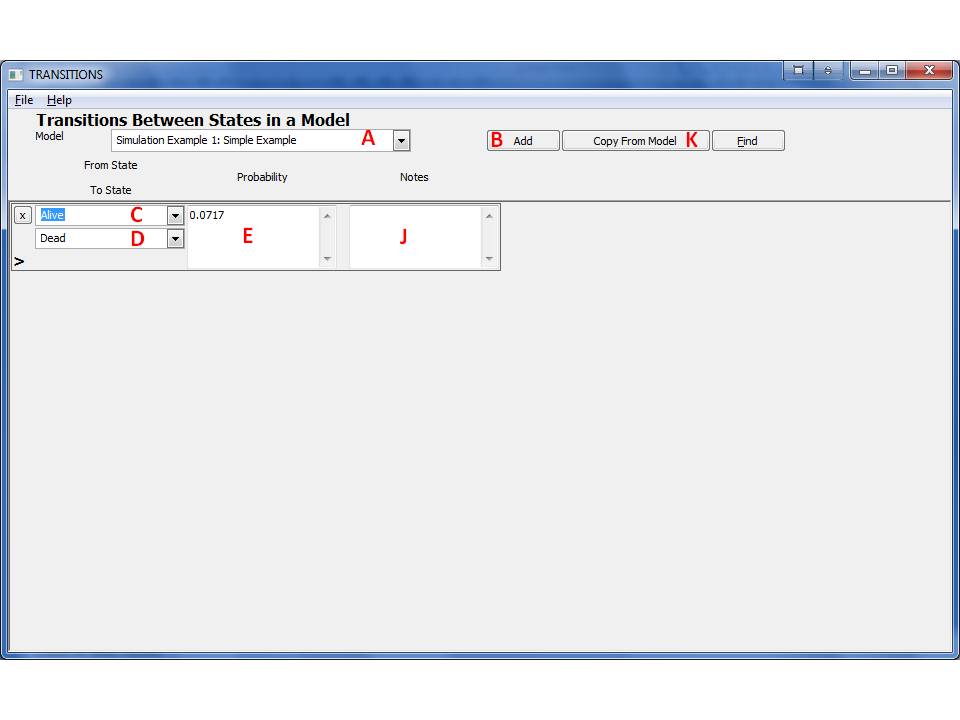 TRANSITIONS
File Help
Transitions Between States in a Model
Model Simulation Example 1: Simple Example A B Add Copy From Model K Find
From State
Probability Notes
To State
x Alive C 0.0717
Dead D E J
>